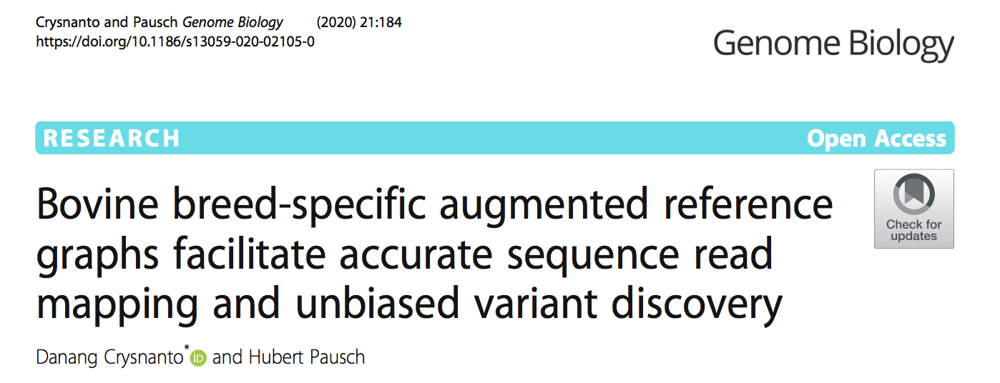 Crysnanto and Pausch Genome Biology (2020) 21:184
https://doi.org/10.1186/s13059-020-02105-0
Genome Biology
RESEARCH
Open Access
Bovine breed-specific augmented reference
graphs facilitate accurate sequence read
mapping and unbiased variant discovery
Check for
updates
Danang Crysnanto* iD and Hubert Pausch